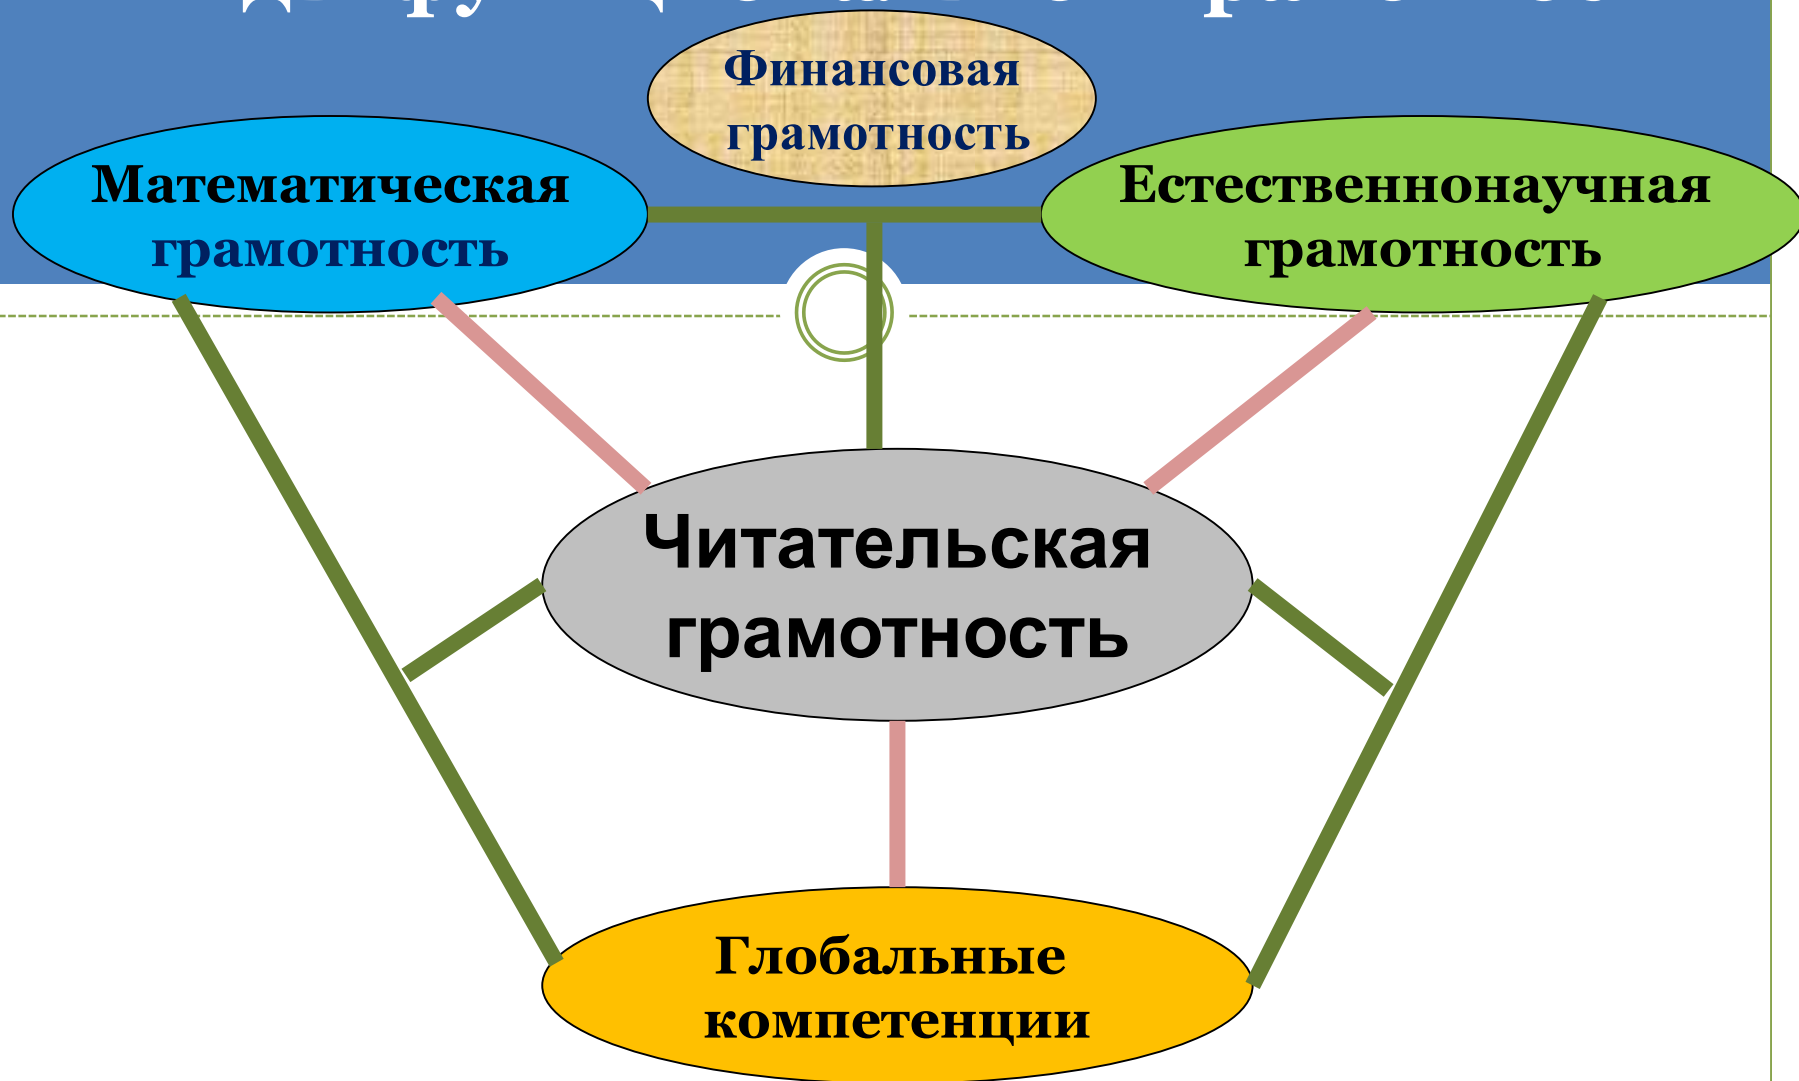 Финансовая
грамотность
Математическая
грамотность
Естественнонаучная
грамотность
Читательская
грамотность
Глобальные
компетенции